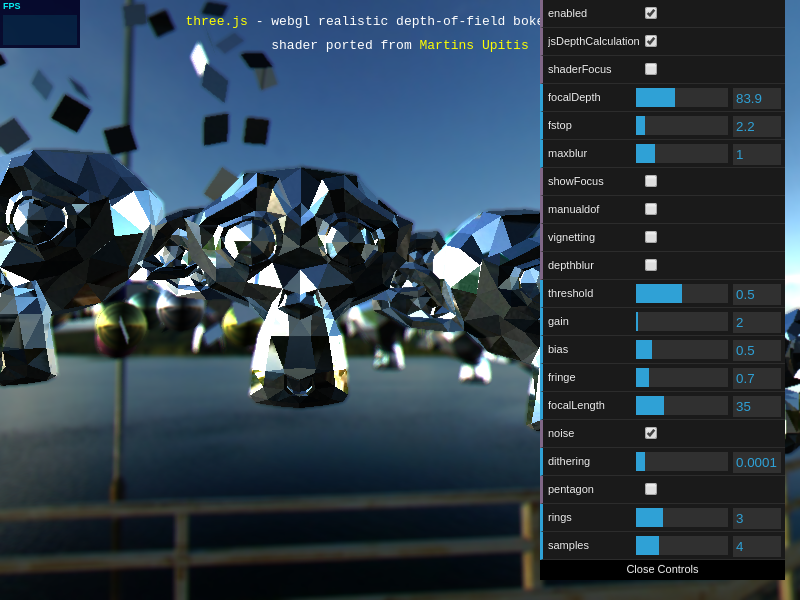 FPS
three.js - webgl realistic depth-of-field boke
shader ported from Martins Upitis
enabled
jsDepthCalculation
shaderFocus
focalDepth 83.9
fstop 2.2
maxblur 1
showFocus
manualdof
vignetting
depthblur
threshold 0.5
gain 2
bias 0.5
fringe 0.7
focalLength 35
noise
dithering 0.0001
pentagon
rings 3
samples 4
Close Controls